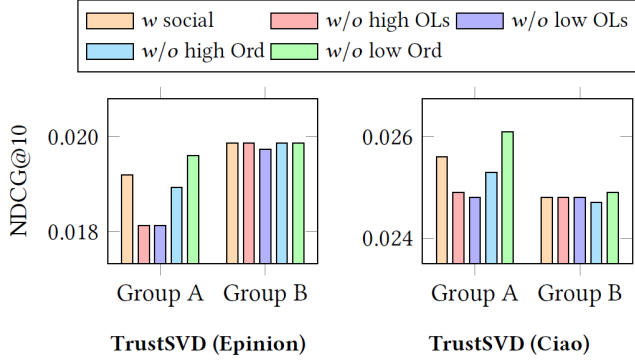 w social w/o high OLs w/o low OLs
w/o high Ord w/o low Ord
NDCG@10
0.020
0.018
Group A Group B
TrustSVD (Epinion)
0.026
0.024
Group A Group B
TrustSVD (Ciao)